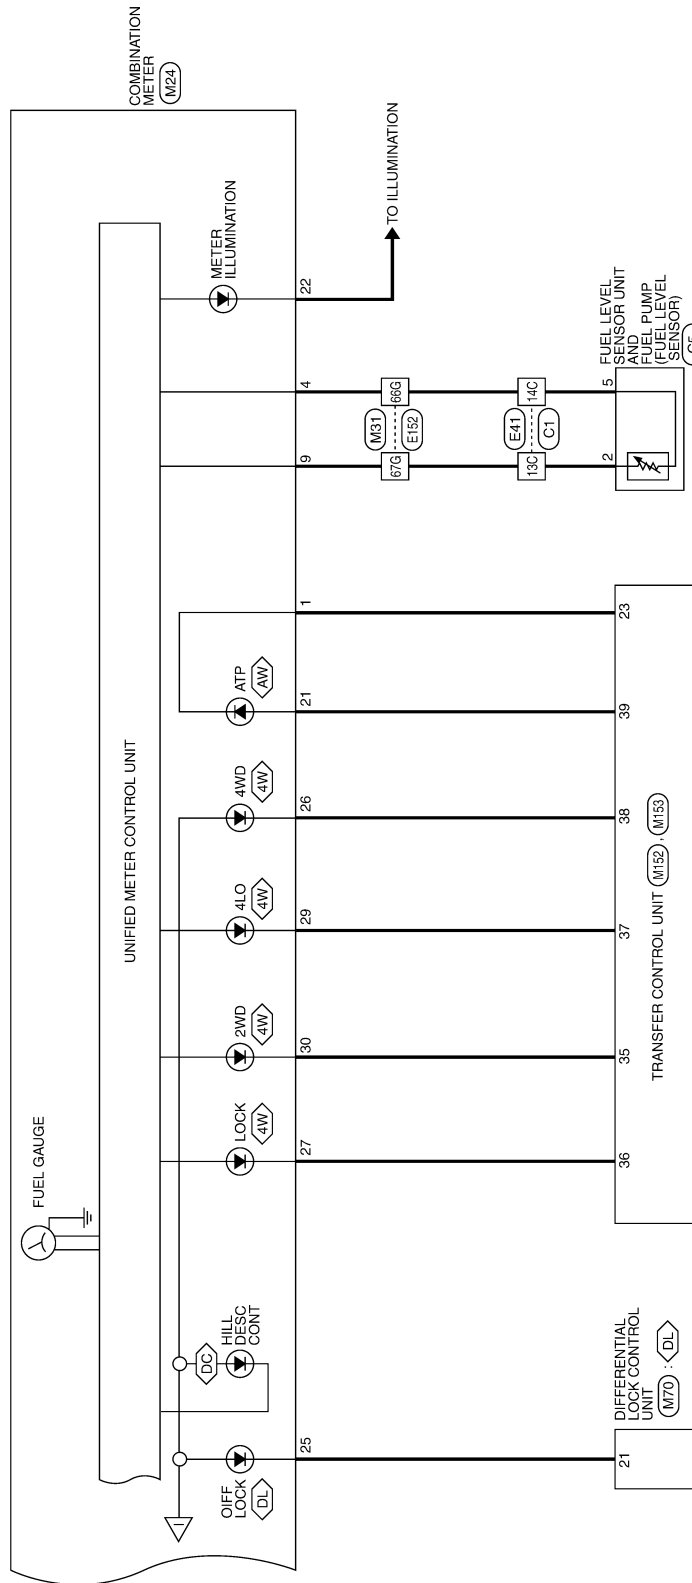 COMBINATION
METER
M24
UNIFIED METER CONTROL UNIT
FUEL GAUGE
METER
ILLUMINATION
22
TO ILLUMINATION
4
66G
M31
E152
14C
E41
C1
5
FUEL LEVEL
SENSOR UNIT
AND
FUEL PUMP
(FUEL LEVEL
SENSOR)
9
67G
13C
2
1
23
ATP
AW
21
39
4WD
4W
26
38
4LO
4W
29
37
2WD
4W
30
35
LOCK
4W
27
36
TRANSFER CONTROL UNIT M152 , M153
HILL
DESC
CONT
DC
OIFF
LOCK
DL
I
25
21
DIFFERENTIAL
LOCK CONTROL
UNIT
M70 : DL